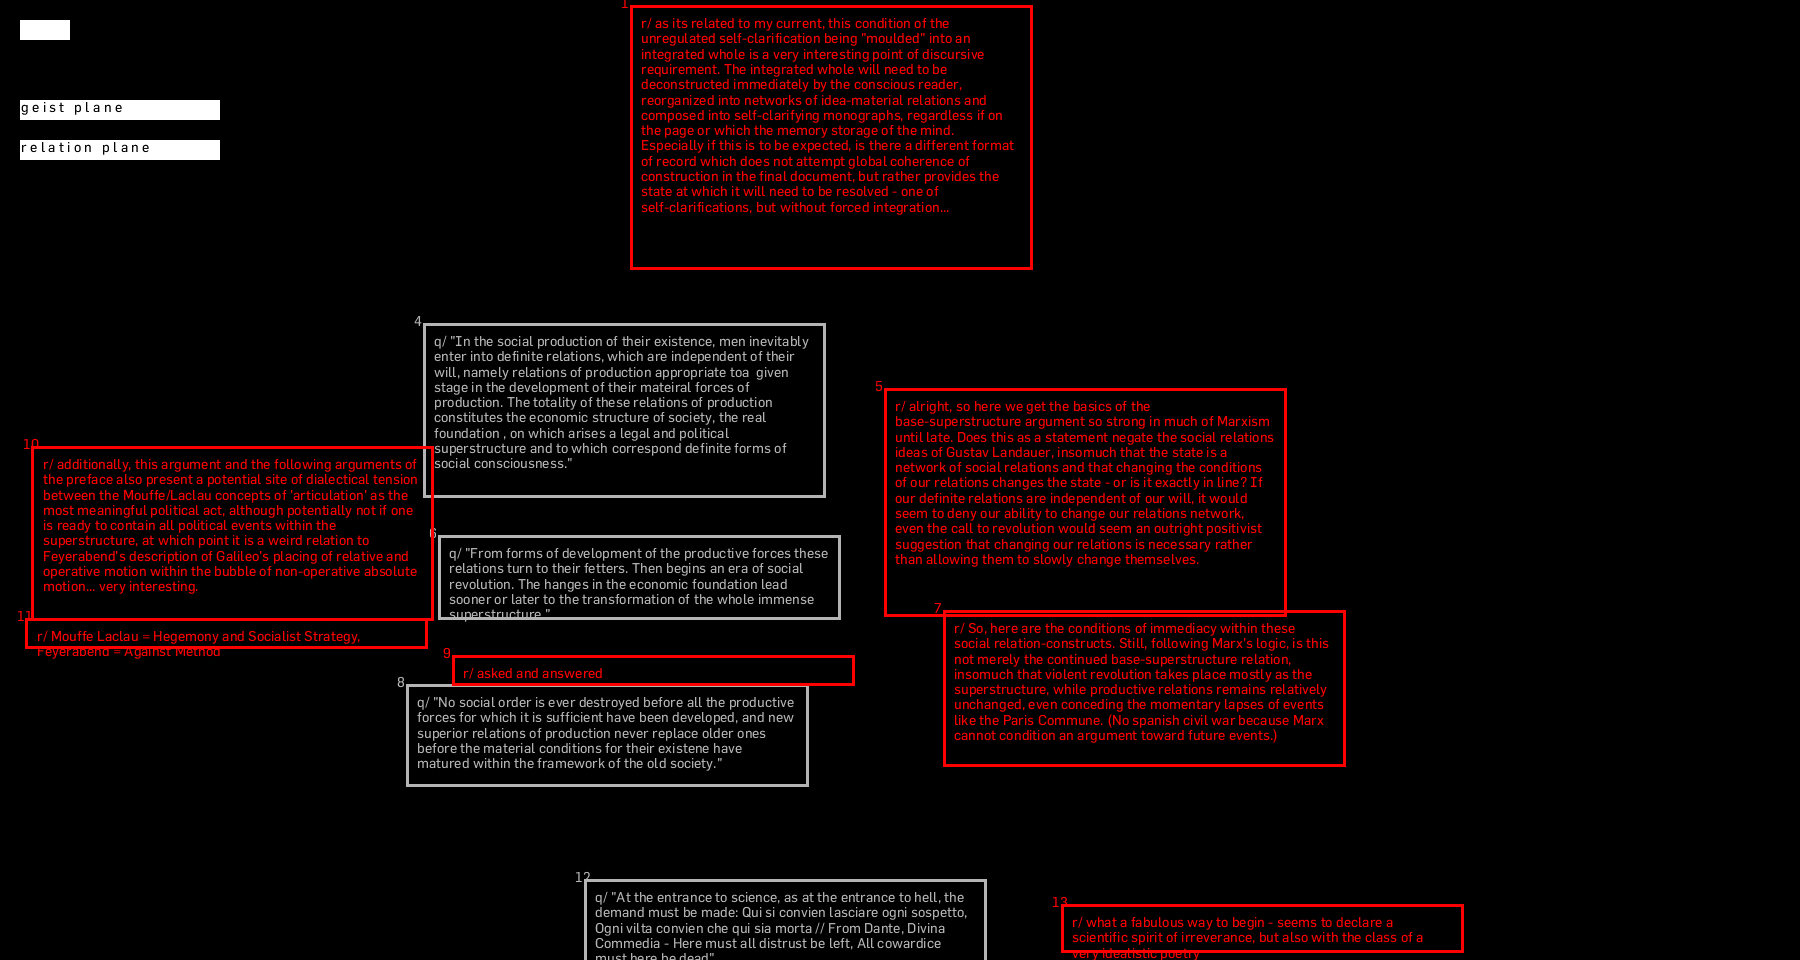 geist plane
relation plane
1
r/ as its related to my current, this condition of the
unregulated self-clarification being "moulded" into an
integrated whole is a very interesting point of discursive
requirement. The integrated whole will need to be
deconstructed immediately by the conscious reader,
reorganized into networks of idea-material relations and
composed into self-clarifying monographs, regardless if on
the page or which the memory storage of the mind.
Especially if this is to be expected, is there a different format
of record which does not attempt global coherence of
construction in the final document, but rather provides the
state at which it will need to be resolved - one of
self-clarifications, but without forced integration...
4
q/ "In the social production of their existence, men inevitably
enter into definite relations, which are independent of their
will, namely relations of production appropriate toa  given
stage in the development of their mateiral forces of
production. The totality of these relations of production
constitutes the economic structure of society, the real
foundation , on which arises a legal and political
superstructure and to which correspond definite forms of
social consciousness."
5
r/ alright, so here we get the basics of the
base-superstructure argument so strong in much of Marxism
until late. Does this as a statement negate the social relations
ideas of Gustav Landauer, insomuch that the state is a
network of social relations and that changing the conditions
of our relations changes the state - or is it exactly in line? If
our definite relations are independent of our will, it would
seem to deny our ability to change our relations network,
even the call to revolution would seem an outright positivist
suggestion that changing our relations is necessary rather
than allowing them to slowly change themselves.
10
r/ additionally, this argument and the following arguments of
the preface also present a potential site of dialectical tension
between the Mouffe/Laclau concepts of 'articulation' as the
most meaningful political act, although potentially not if one
is ready to contain all political events within the
superstructure, at which point it is a weird relation to
Feyerabend's description of Galileo's placing of relative and
operative motion within the bubble of non-operative absolute
motion... very interesting.
6
q/ "From forms of development of the productive forces these
relations turn to their fetters. Then begins an era of social
revolution. The hanges in the economic foundation lead
sooner or later to the transformation of the whole immense
superstructure."
11
r/ Mouffe Laclau = Hegemony and Socialist Strategy,
Feyerabend = Against Method
7
r/ So, here are the conditions of immediacy within these
social relation-constructs. Still, following Marx's logic, is this
not merely the continued base-superstructure relation,
insomuch that violent revolution takes place mostly as the
superstructure, while productive relations remains relatively
unchanged, even conceding the momentary lapses of events
like the Paris Commune. (No spanish civil war because Marx
cannot condition an argument toward future events.)
9
r/ asked and answered
8
q/ "No social order is ever destroyed before all the productive
forces for which it is sufficient have been developed, and new
superior relations of production never replace older ones
before the material conditions for their existene have
matured within the framework of the old society."
12
q/ "At the entrance to science, as at the entrance to hell, the
demand must be made: Qui si convien lasciare ogni sospetto,
Ogni vilta convien che qui sia morta // From Dante, Divina
Commedia - Here must all distrust be left, All cowardice
must here be dead"
13
r/ what a fabulous way to begin - seems to declare a
scientific spirit of irreverance, but also with the class of a
very idealistic poetry